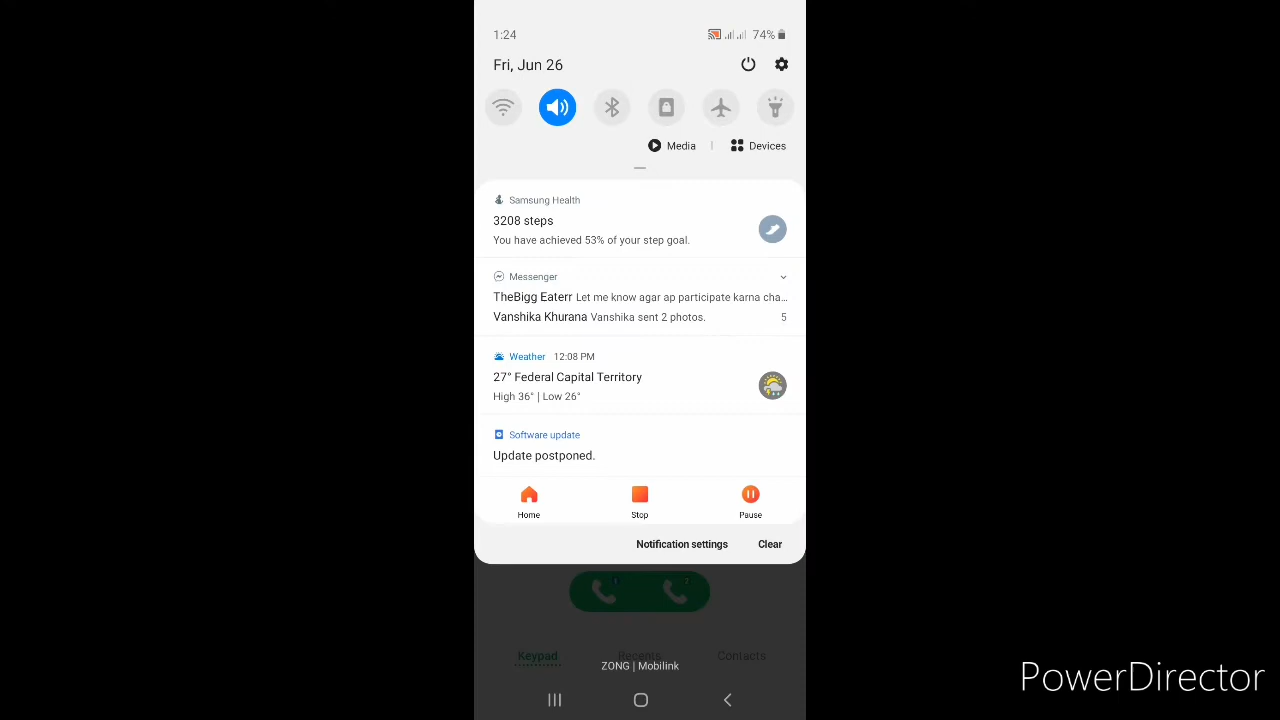 1:24
74%
Fri, Jun 26
Media | Devices
Samsung Health
3208 steps
You have achieved 53% of your step goal.
Messenger
TheBigg Eaterr Let me know agar ap participate karna cha...
Vanshika Khurana Vanshika sent 2 photos. 5
Weather 12:08 PM
27° Federal Capital Territory
High 36° | Low 26°
Software update
Update postponed.
Home Stop Pause
Notification settings Clear
Keypad Recents Contacts
ZONG | Mobilink
PowerDirector